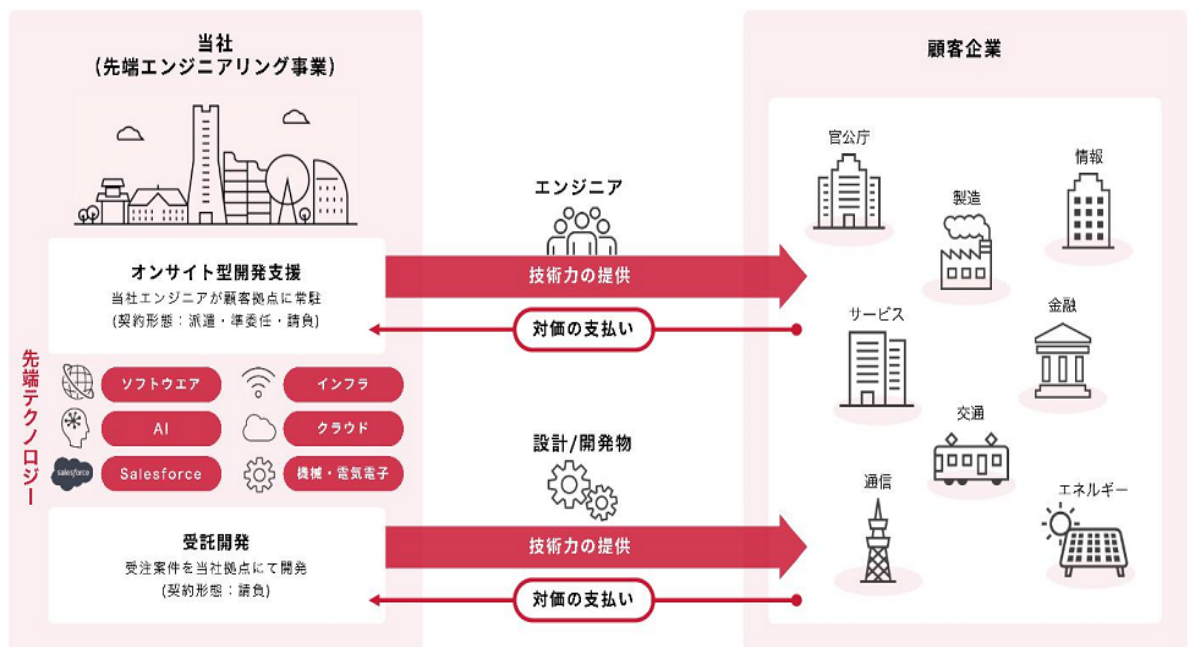 当社
(先端エンジニアリング事業)
オンサイト型開発支援
当社エンジニアが顧客拠点に常駐
(契約形態：派遣・準委任・請負)
先端テクノロジー
ソフトウエア
インフラ
AI
クラウド
salesforce
Salesforce
機械・電気電子
受託開発
受注案件を当社拠点にて開発
(契約形態：請負)
エンジニア
技術力の提供
対価の支払い
設計/開発物
技術力の提供
対価の支払い
顧客企業
官公庁
情報
製造
サービス
金融
交通
通信
エネルギー